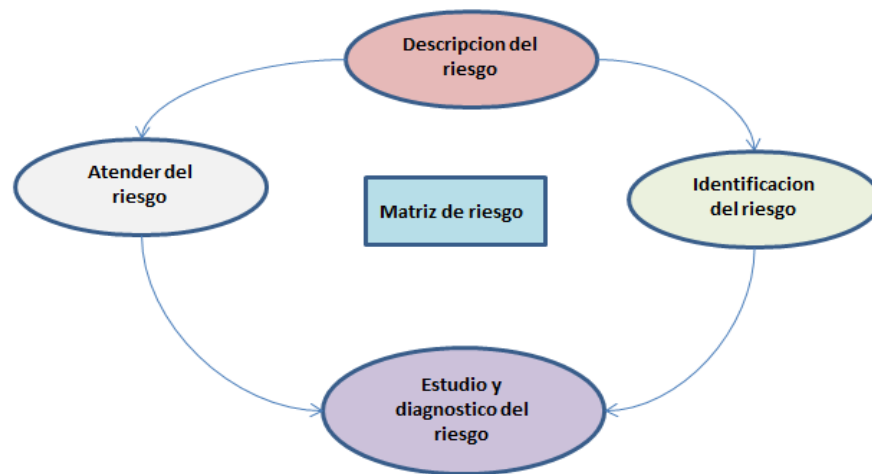 Descripcion del
riesgo
Atender del
riesgo
Matriz de riesgo
Identificacion
del riesgo
Estudio y
diagnostico del
riesgo